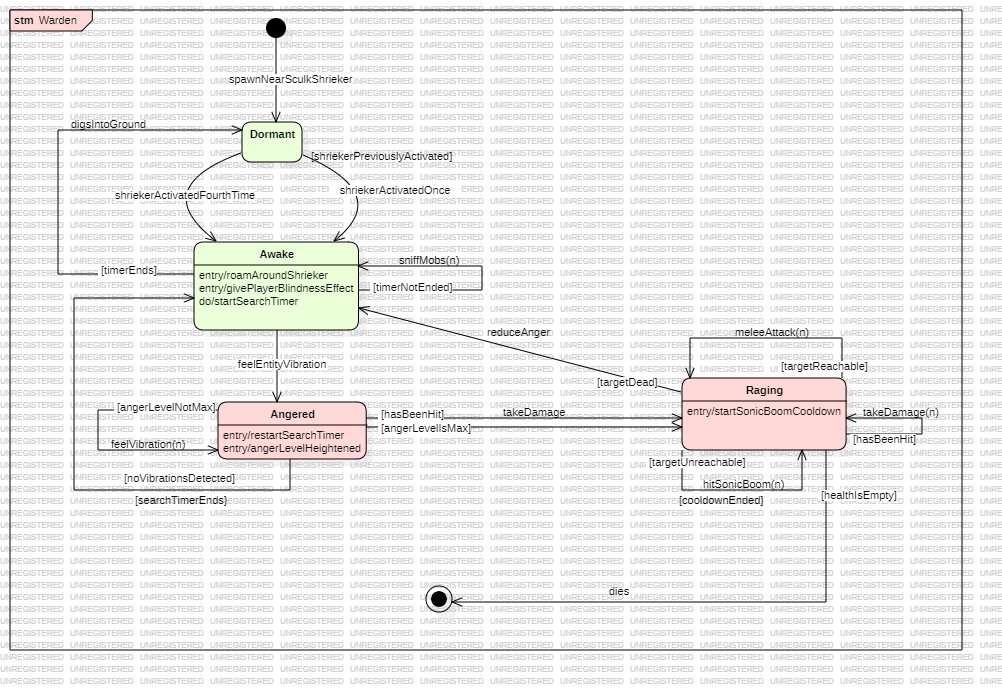 stm Warden
spawnNearSculkShrieker
digsIntoGround
Dormant
[shriekerPreviouslyActivated]
shriekerActivatedFourthTime
shriekerActivatedOnce
Awake
entry/roamAroundShrieker
entry/givePlayerBlindnessEffect
do/startSearchTimer
[timerEnds]
sniffMobs(n)
[timerNotEnded]
reduceAnger
meleeAttack(n)
feelEntityVibration
[targetReachable]
[targetDead]
Raging
entry/startSonicBoomCooldown
[angerLevelNotMax]
Angered
entry/restartSearchTimer
entry/angerLevelHeightened
feelVibration(n)
[hasBeenHit]
takeDamage
[angerLevelIsMax]
takeDamage(n)
[hasBeenHit]
[targetUnreachable]
[noVibrationsDetected]
hitSonicBoom(n)
[searchTimerEnds}
[cooldownEnded]
[healthIsEmpty]
dies
UNREGISTERED